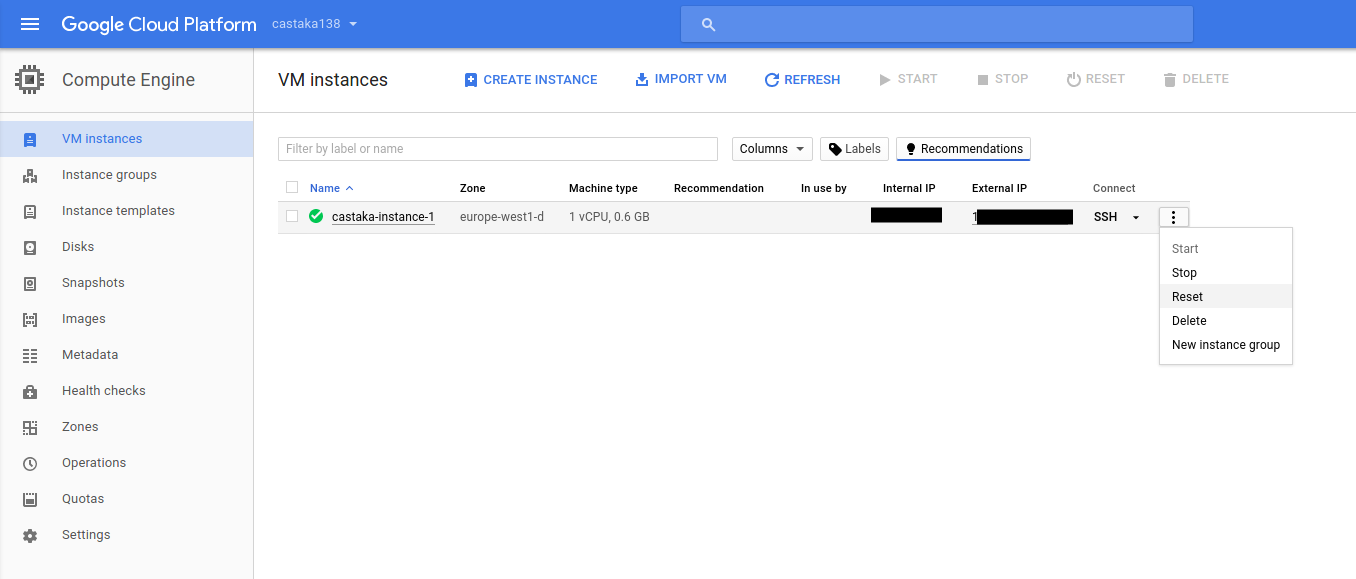 Google Cloud Platform castaka138
Compute Engine
VM instances CREATE INSTANCE IMPORT VM REFRESH START STOP RESET DELETE
VM instances
Instance groups
Instance templates
Disks
Snapshots
Images
Metadata
Health checks
Zones
Operations
Quotas
Settings
Filter by label or name Columns Labels Recommendations
Name Zone Machine type Recommendation In use by Internal IP External IP Connect
castaka-instance-1 europe-west1-d 1 vCPU, 0.6 GB 1 SSH
Start
Stop
Reset
Delete
New instance group